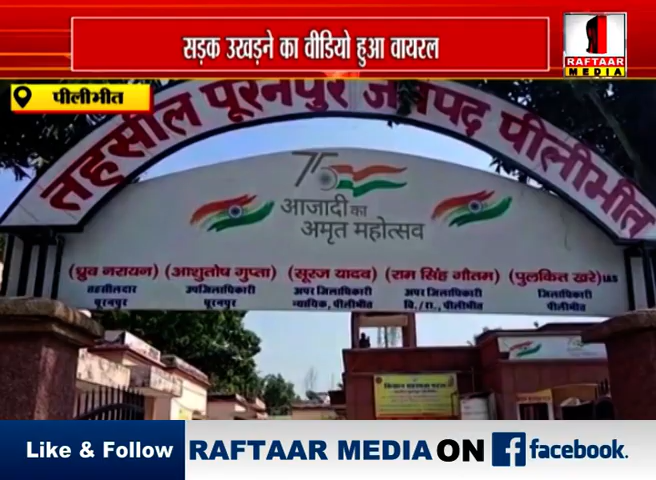 सड़क उखड़ने का वीडियो हुआ वायरल
1
RAFTAAR
MEDIA
पीलीभीत
तहसील पूरनपुर जनपद पीलीभीत
75
आजादी का
अमृत महोत्सव
(ध्रुव नरायन) (आशुतोष गुप्ता) (सूरज यादव) (राम सिंह गौतम) (पुलकित खरे) IAS
तहसीलदार उपजिलाधिकारी अपर जिलाधिकारी अपर जिलाधिकारी जिलाधिकारी
पूरनपुर पूरनपुर न्यायिक, पीलीभीत वि./रा., पीलीभीत पीलीभीत
Like & Follow RAFTAAR MEDIA ON facebook.